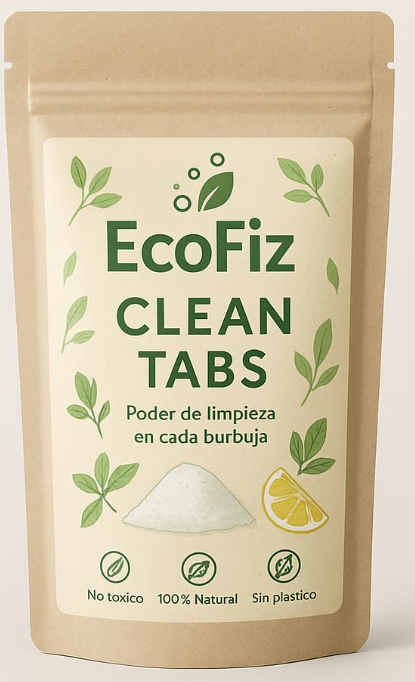 EcoFiz
CLEAN
TABS
Poder de limpieza
en cada burbuja
No toxico
100% Natural
Sin plastico